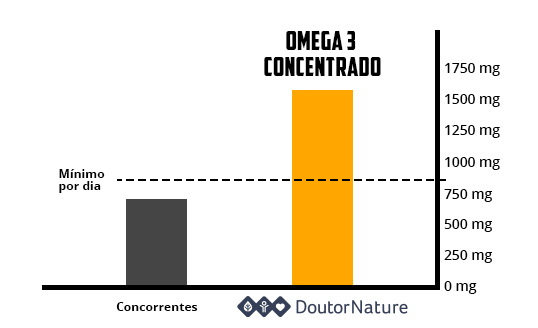 OMEGA 3
CONCENTRADO
1750 mg
1500 mg
1250 mg
1000 mg
Mínimo
por dia
750 mg
500 mg
250 mg
0 mg
Concorrentes
DoutorNature